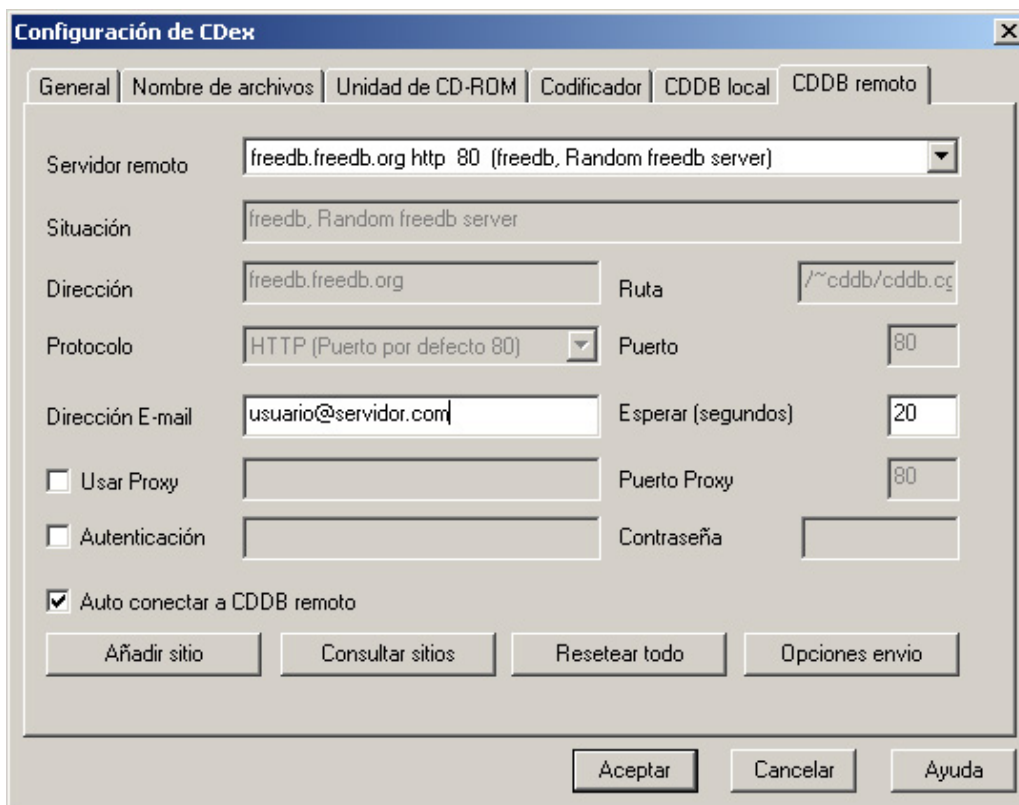 Configuración de CDex
General Nombre de archivos Unidad de CD-ROM Codificador CDDB local CDDB remoto
Servidor remoto freedb.freedb.org http 80 (freedb, Random freedb server)
Situación freedb, Random freedb server
Dirección freedb.freedb.org Ruta /~cddb/cddb.cg
Protocolo HTTP (Puerto por defecto 80) Puerto 80
Dirección E-mail usuario@servidor.com Esperar (segundos) 20
Usar Proxy Puerto Proxy 80
Autenticación Contraseña
Auto conectar a CDDB remoto
Añadir sitio Consultar sitios Resetear todo Opciones envio
Aceptar Cancelar Ayuda